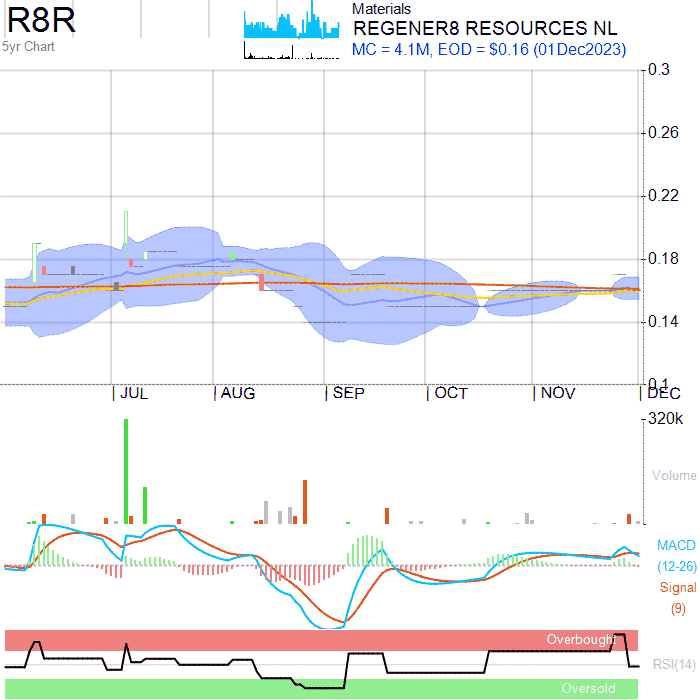 R8R
5yr Chart
Materials
REGENER8 RESOURCES NL
MC = 4.1M, EOD = $0.16 (01Dec2023)
0.3
0.26
0.22
0.18
0.14
0.1
JUL AUG SEP OCT NOV DEC
320k
Volume
MACD
(12-26)
Signal
(9)
Overbought
RSI(14)
Oversold